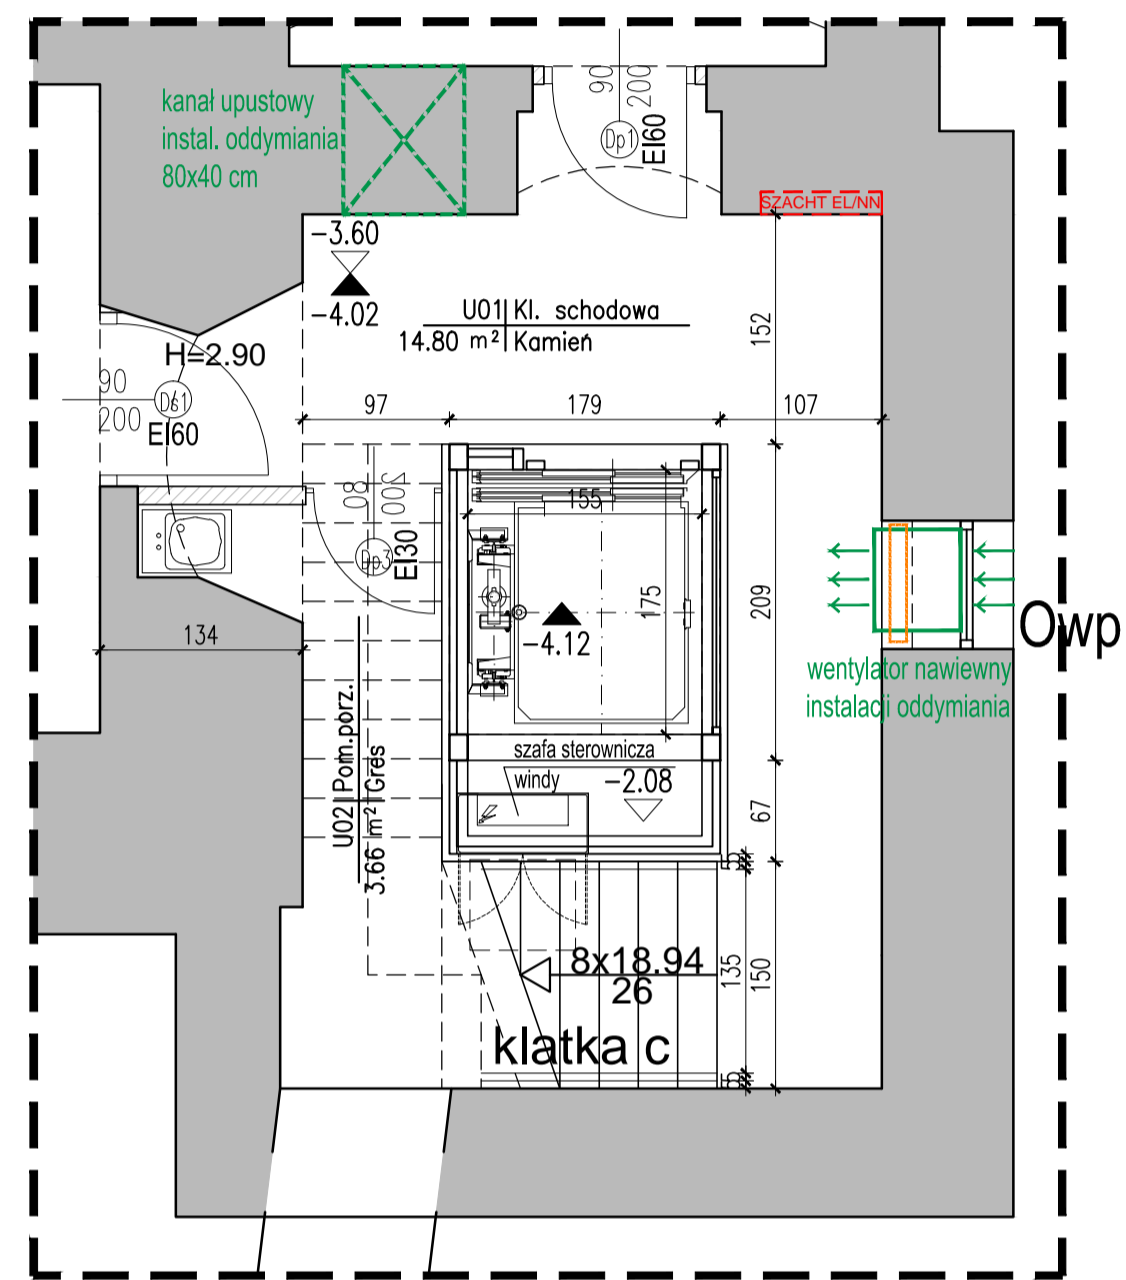 kanał upustowy
instal. oddymiania
80x40 cm
90
200
Dp1
EI60
SZACHT EL/NN
-3.60
-4.02
U01 Kl. schodowa
14.80 m² Kamień
152
H=2.90
90
200
Dś1
EI60
97
179
107
80
200
Dp3
EI30
155
175
209
-4.12
134
Owp
wentylator nawiewny
instalacji oddymiania
U02 Pom.porz.
3.66 m² Gres
szafa sterownicza
windy
-2.08
67
8
8x18.94
26
135
150
klatka c
8